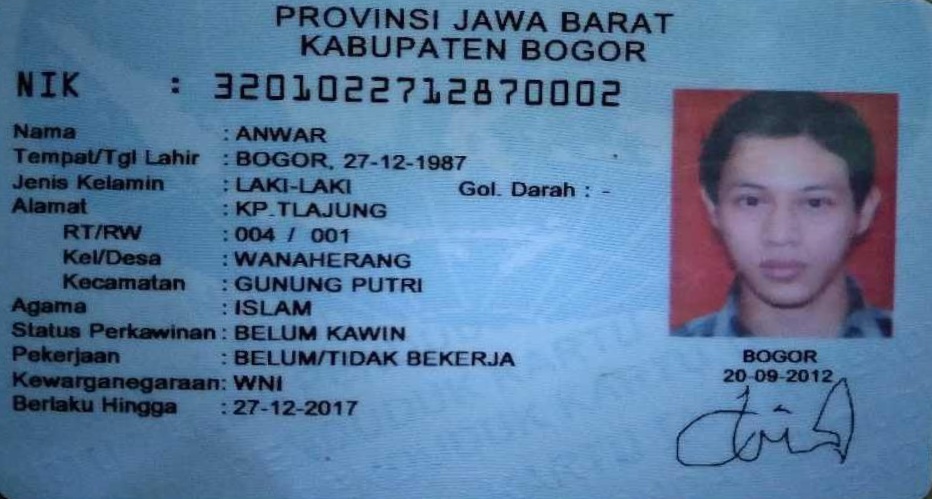 PROVINSI JAWA BARAT
KABUPATEN BOGOR
NIK : 3201022712870002
Nama : ANWAR
Tempat/Tgl Lahir : BOGOR, 27-12-1987
Jenis Kelamin : LAKI-LAKI Gol. Darah : -
Alamat : KP.TLAJUNG
RT/RW : 004 / 001
Kel/Desa : WANAHERANG
Kecamatan : GUNUNG PUTRI
Agama : ISLAM
Status Perkawinan : BELUM KAWIN
Pekerjaan : BELUM/TIDAK BEKERJA
Kewarganegaraan: WNI
Berlaku Hingga : 27-12-2017
BOGOR
20-09-2012